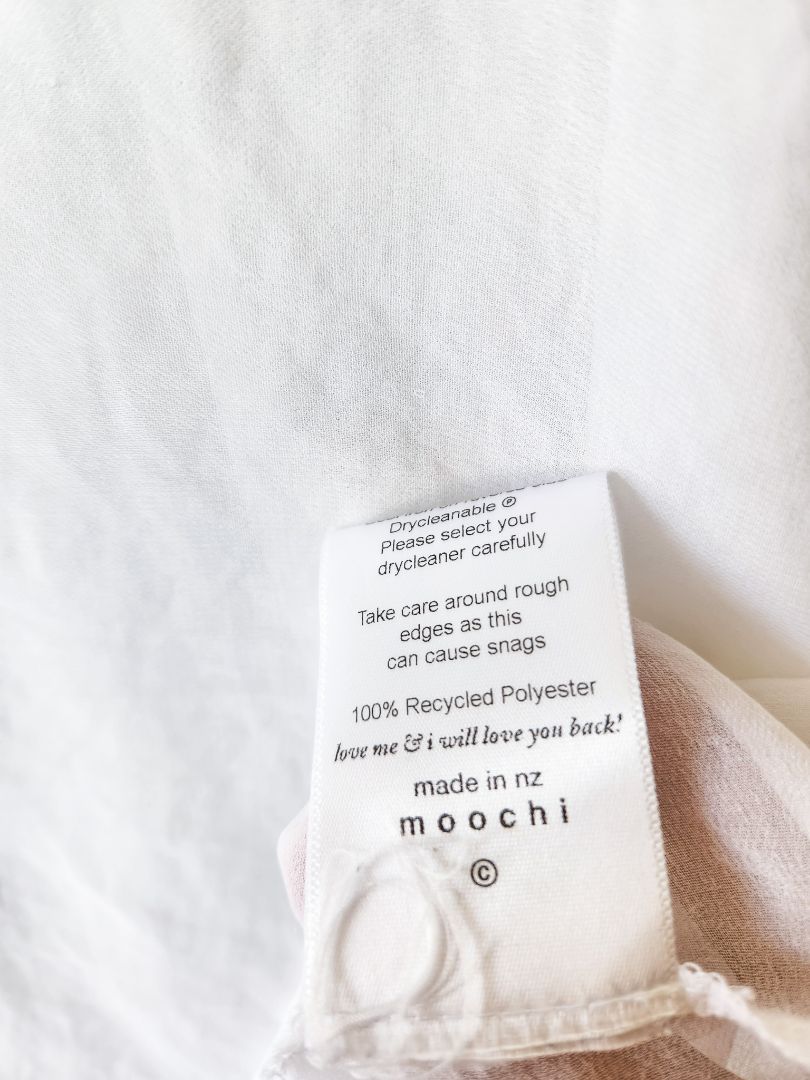 Drycleanable Ⓟ
Please select your
drycleaner carefully
Take care around rough
edges as this
can cause snags
100% Recycled Polyester
love me & i will love you back!
made in nz
moochi
©